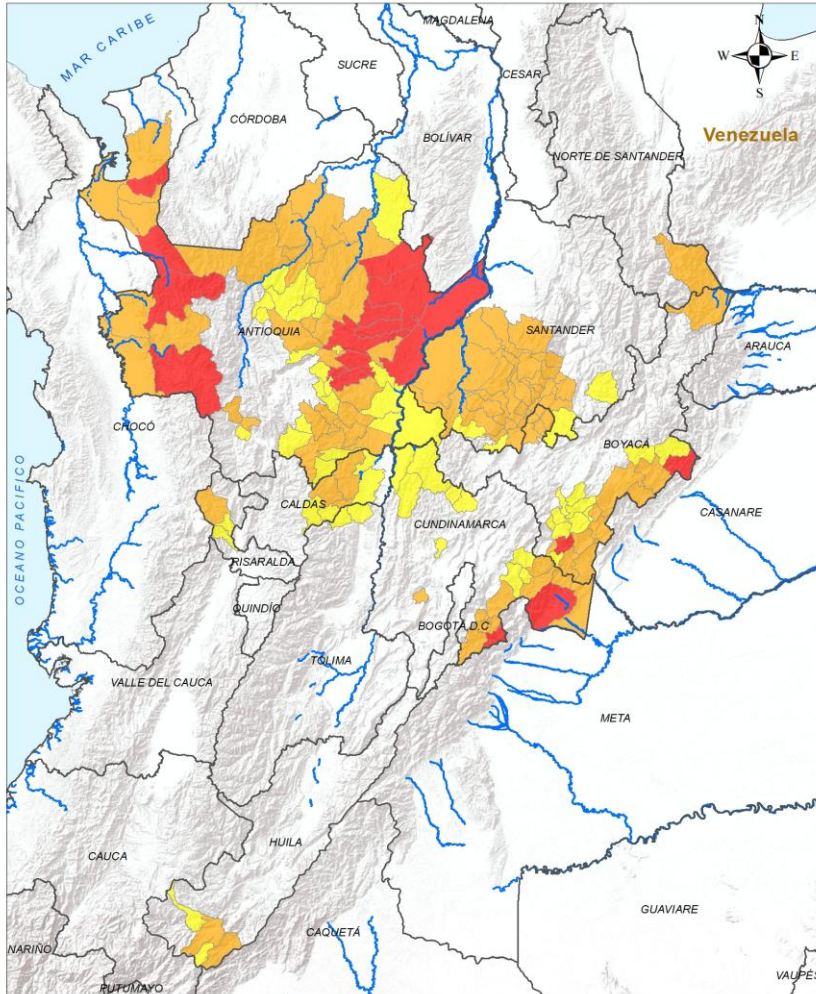 MAGDALENA
MAR CARIBE
N
W E
S
SUCRE
CESAR
CÓRDOBA
BOLÍVAR
Venezuela
NORTE DE SANTANDER
ANTIOQUIA
SANTANDER
ARAUCA
CHOCÓ
BOYACÁ
OCEANO PACIFICO
CALDAS
CUNDINAMARCA
CASANARE
RISARALDA
QUINDÍO
BOGOTÁ,D.C
TOLIMA
VALLE DEL CAUCA
META
HUILA
CAUCA
GUAVIARE
CAQUETÁ
NARIÑO
PUTUMAYO
VAUPÉS